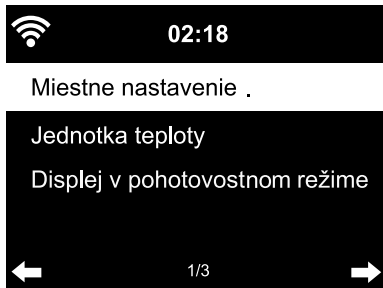 02:18
Miestne nastavenie .
Jednotka teploty
Displej v pohotovostnom režime
1/3